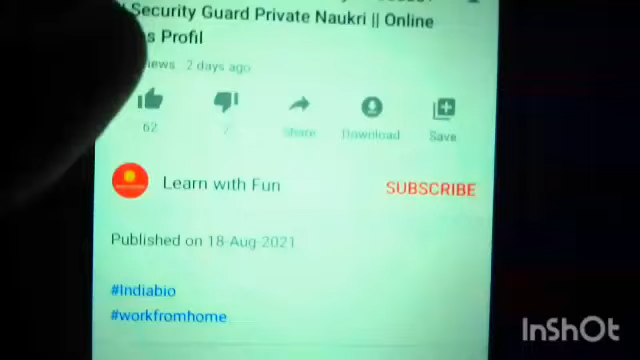 Security Guard Private Naukri || Online
Profil
2 days ago
62
Share
Download
Save
Learn with Fun
SUBSCRIBE
Published on 18-Aug-2021
#Indiabio
#workfromhome
InShOt